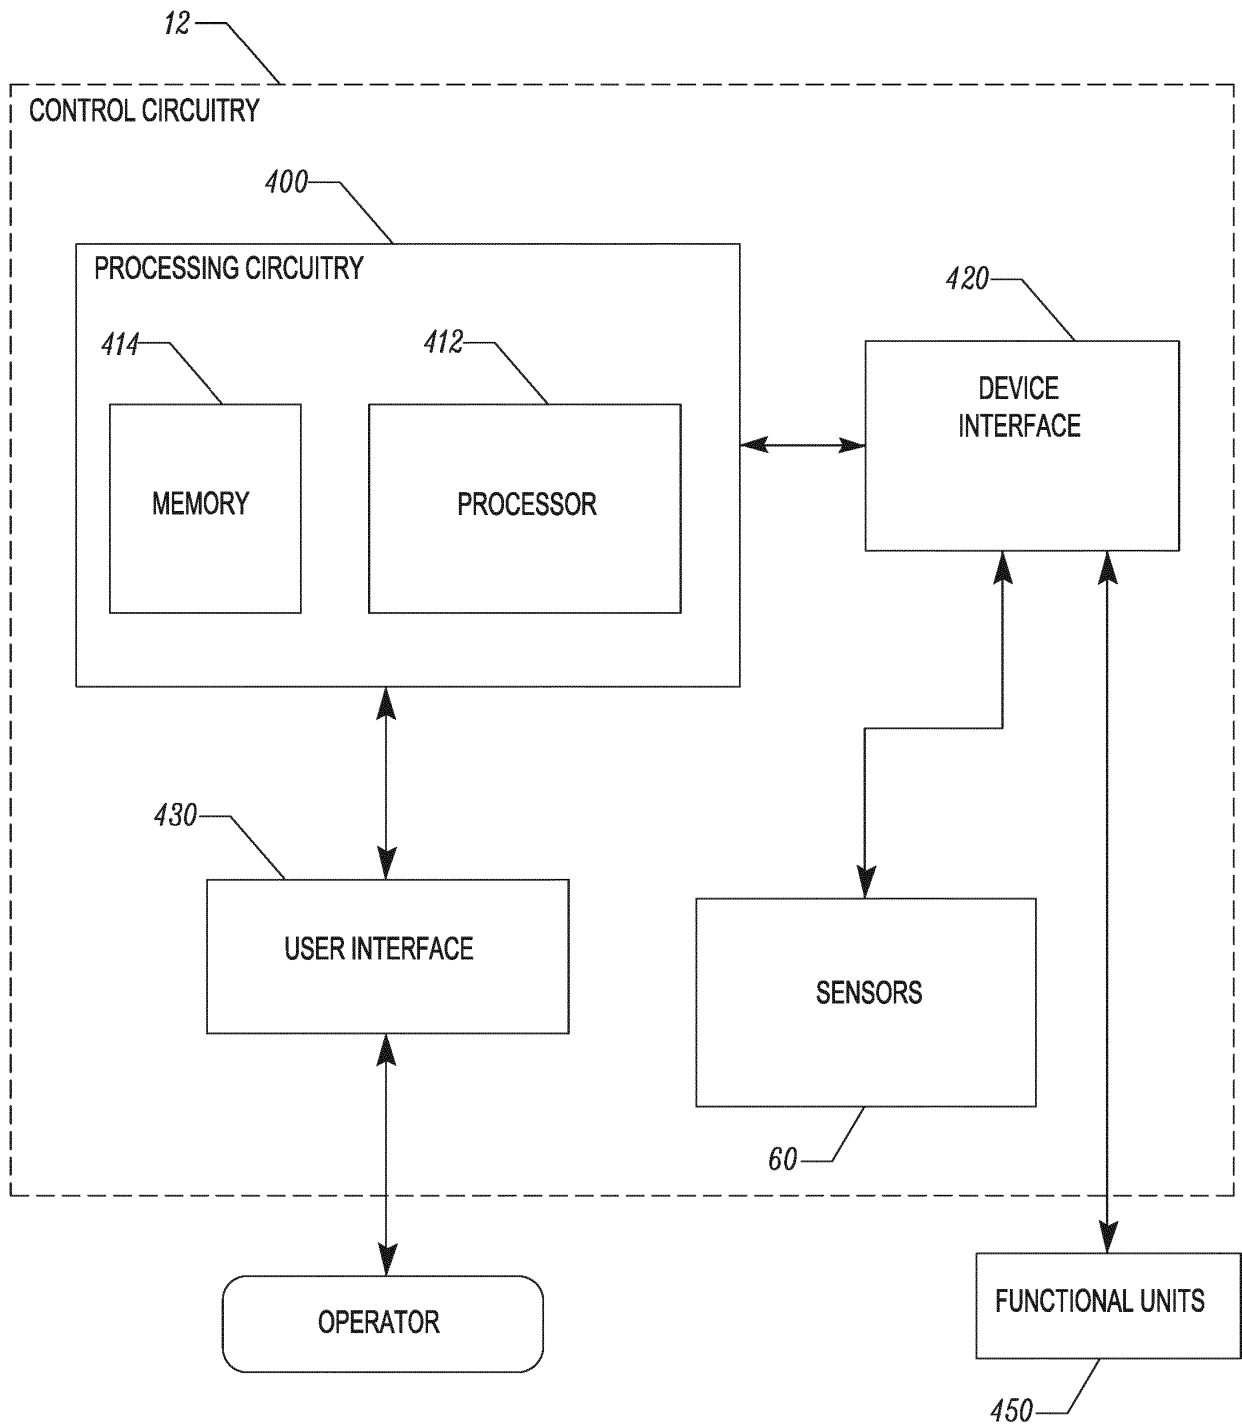 12
CONTROL CIRCUITRY
400
PROCESSING CIRCUITRY
420
414
412
DEVICE
INTERFACE
MEMORY
PROCESSOR
430
USER INTERFACE
SENSORS
60
OPERATOR
FUNCTIONAL UNITS
450